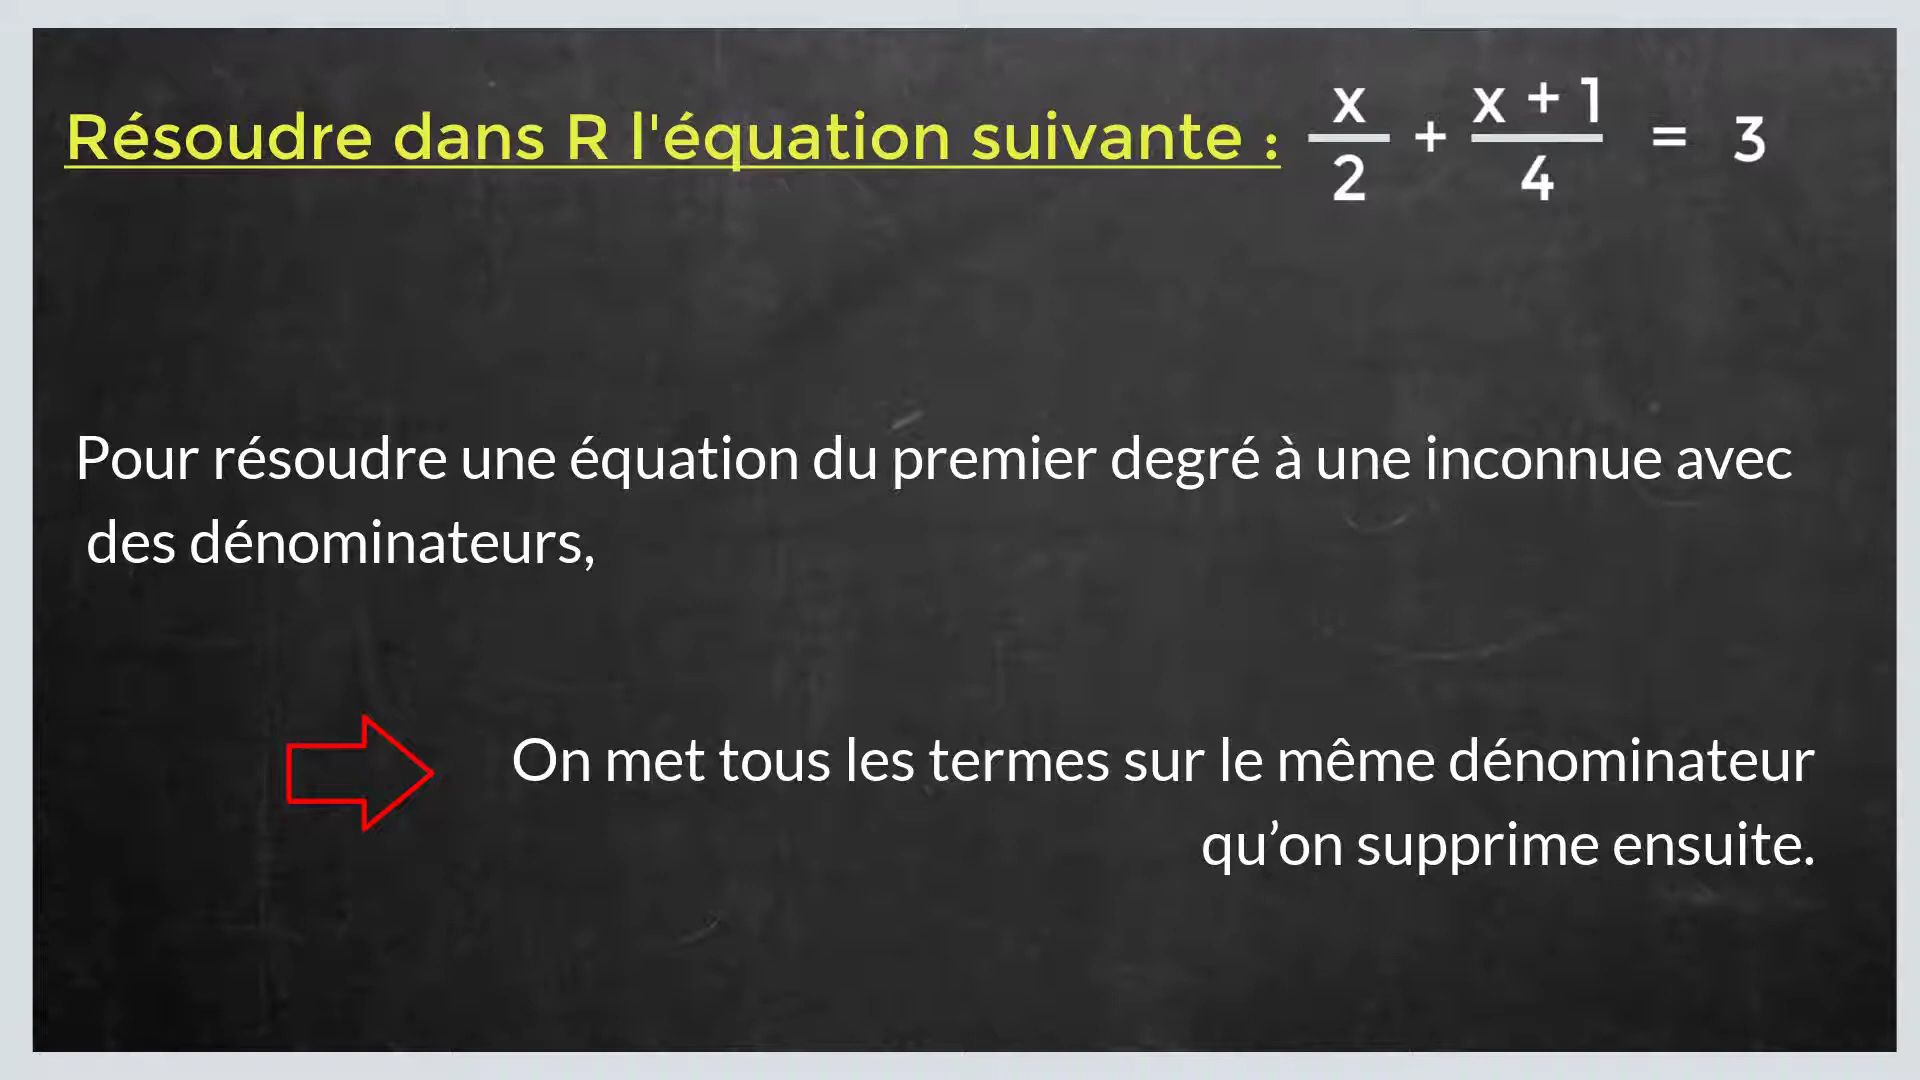 Résoudre dans R l'équation suivante : x/2 + (x + 1)/4 = 3
Pour résoudre une équation du premier degré à une inconnue avec
des dénominateurs,
On met tous les termes sur le même dénominateur
qu’on supprime ensuite.